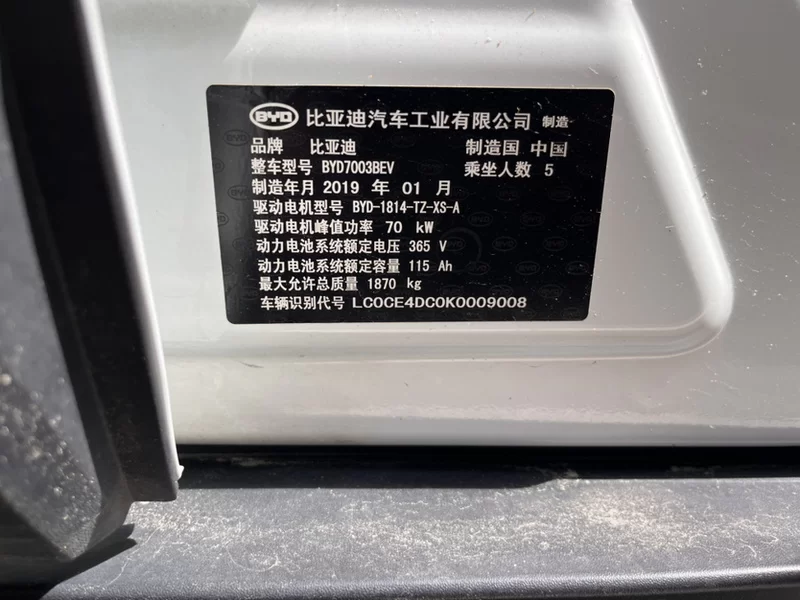 BYD 比亚迪汽车工业有限公司 制造
品牌 比亚迪 制造国 中国
整车型号 BYD7003BEV 乘坐人数 5
制造年月 2019 年 01 月
驱动电机型号 BYD-1814-TZ-XS-A
驱动电机峰值功率 70 kW
动力电池系统额定电压 365 V
动力电池系统额定容量 115 Ah
最大允许总质量 1870 kg
车辆识别代号 LC0CE4DC0K0009008